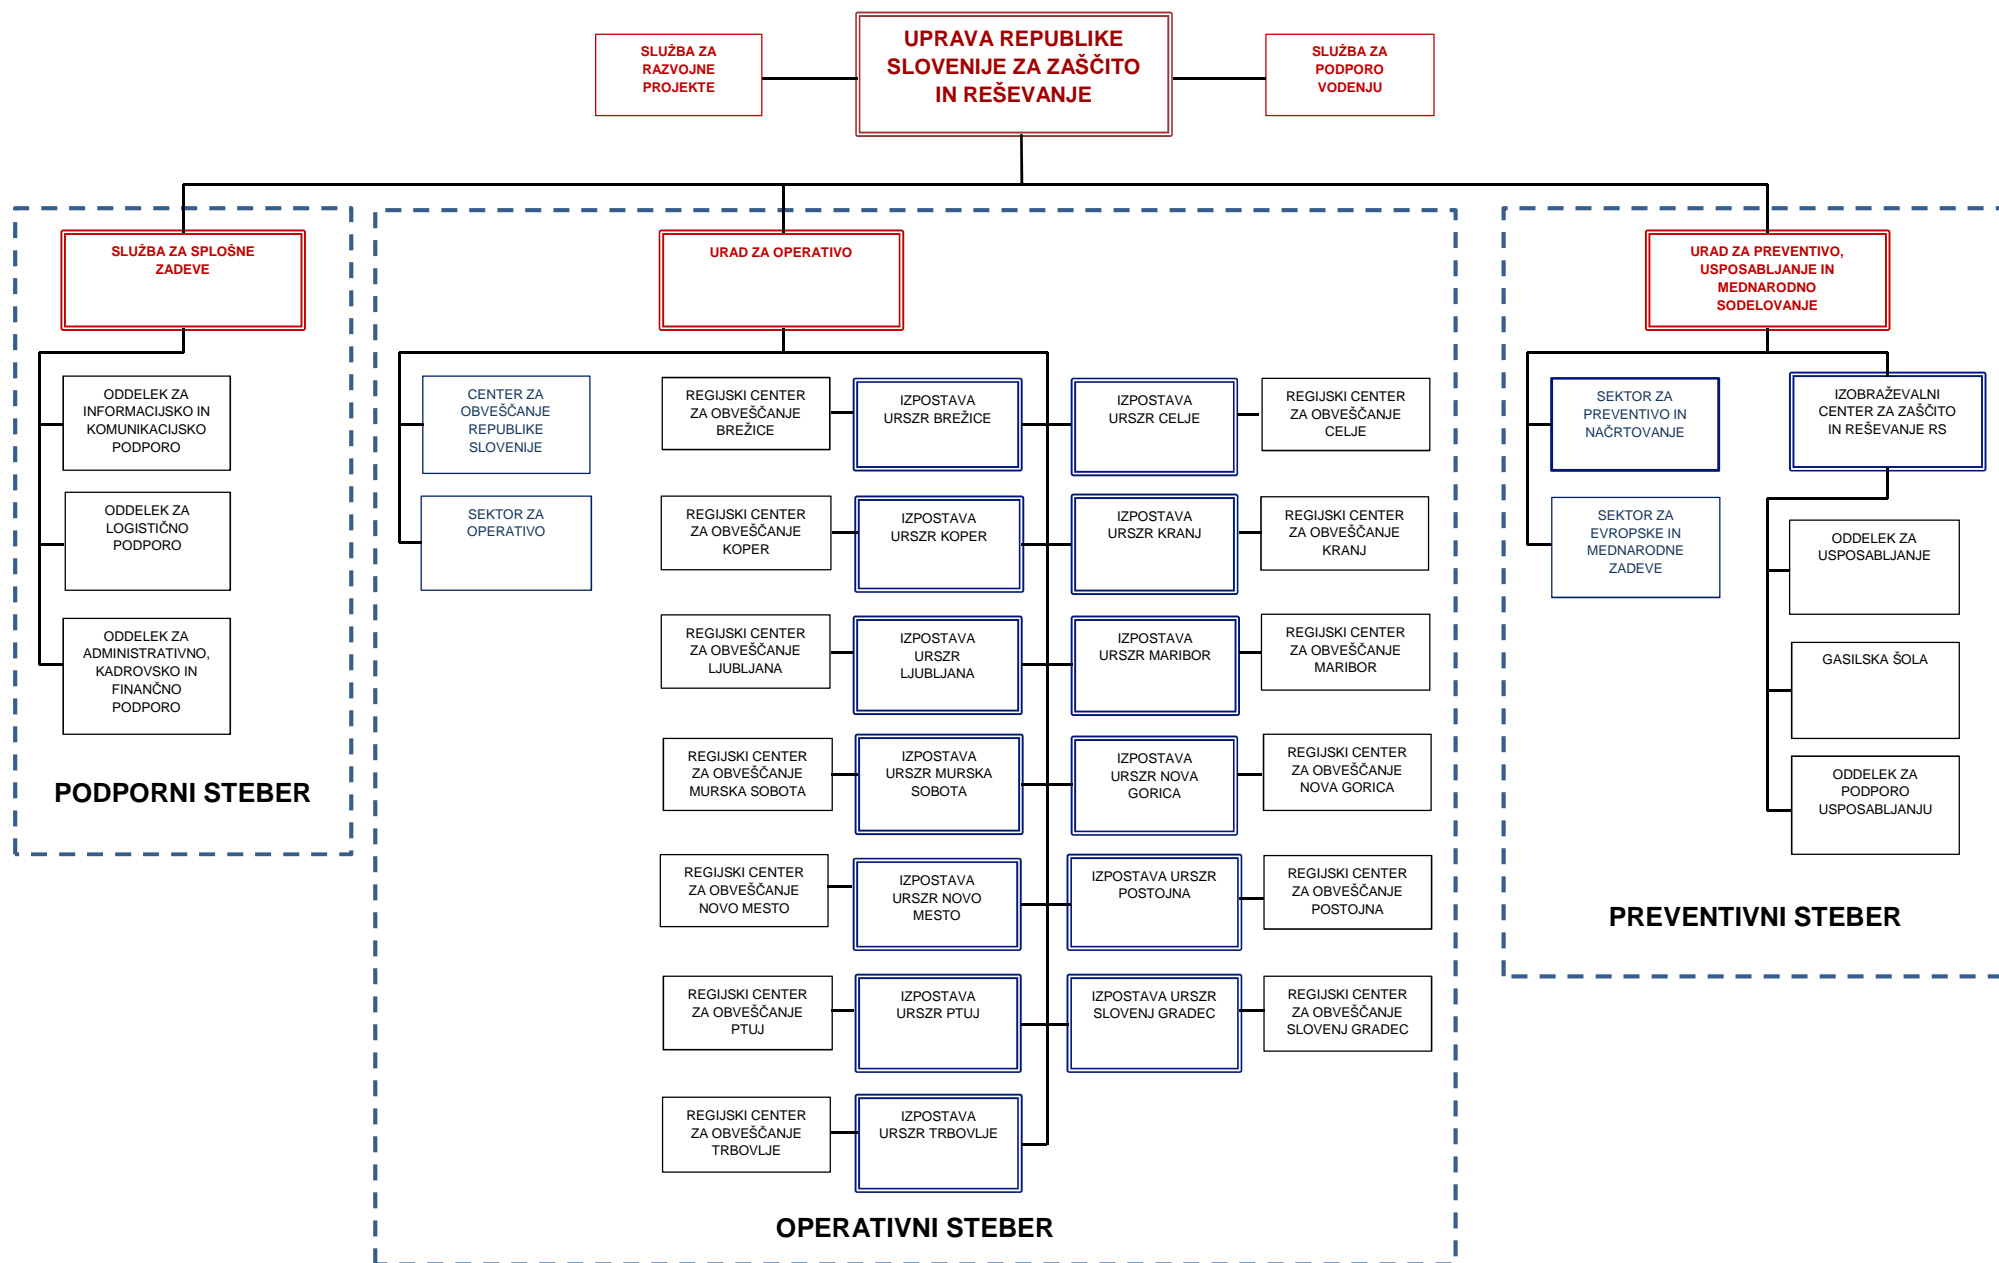 SLUŽBA ZA
RAZVOJNE
PROJEKTE
UPRAVA REPUBLIKE
SLOVENIJE ZA ZAŠČITO
IN REŠEVANJE
SLUŽBA ZA
PODPORO
VODENJU
SLUŽBA ZA SPLOŠNE
ZADEVE
ODDELEK ZA
INFORMACIJSKO IN
KOMUNIKACIJSKO
PODPORO
ODDELEK ZA
LOGISTIČNO
PODPORO
ODDELEK ZA
ADMINISTRATIVNO,
KADROVSKO IN
FINANČNO
PODPORO
PODPORNI STEBER
URAD ZA OPERATIVO
CENTER ZA
OBVEŠČANJE
REPUBLIKE
SLOVENIJE
SEKTOR ZA
OPERATIVO
REGIJSKI CENTER
ZA OBVEŠČANJE
BREŽICE
IZPOSTAVA
URSZR BREŽICE
IZPOSTAVA
URSZR CELJE
REGIJSKI CENTER
ZA OBVEŠČANJE
CELJE
REGIJSKI CENTER
ZA OBVEŠČANJE
KOPER
IZPOSTAVA
URSZR KOPER
IZPOSTAVA
URSZR KRANJ
REGIJSKI CENTER
ZA OBVEŠČANJE
KRANJ
REGIJSKI CENTER
ZA OBVEŠČANJE
LJUBLJANA
IZPOSTAVA
URSZR
LJUBLJANA
IZPOSTAVA
URSZR MARIBOR
REGIJSKI CENTER
ZA OBVEŠČANJE
MARIBOR
REGIJSKI CENTER
ZA OBVEŠČANJE
MURSKA SOBOTA
IZPOSTAVA
URSZR MURSKA
SOBOTA
IZPOSTAVA
URSZR NOVA
GORICA
REGIJSKI CENTER
ZA OBVEŠČANJE
NOVA GORICA
REGIJSKI CENTER
ZA OBVEŠČANJE
NOVO MESTO
IZPOSTAVA
URSZR NOVO
MESTO
IZPOSTAVA URSZR
POSTOJNA
REGIJSKI CENTER
ZA OBVEŠČANJE
POSTOJNA
REGIJSKI CENTER
ZA OBVEŠČANJE
PTUJ
IZPOSTAVA
URSZR PTUJ
IZPOSTAVA URSZR
SLOVENJ GRADEC
REGIJSKI CENTER
ZA OBVEŠČANJE
SLOVENJ GRADEC
REGIJSKI CENTER
ZA OBVEŠČANJE
TRBOVLJE
IZPOSTAVA
URSZR TRBOVLJE
OPERATIVNI STEBER
URAD ZA PREVENTIVO,
USPOSABLJANJE IN
MEDNARODNO
SODELOVANJE
SEKTOR ZA
PREVENTIVO IN
NAČRTOVANJE
IZOBRAŽEVALNI
CENTER ZA ZAŠČITO
IN REŠEVANJE RS
SEKTOR ZA
EVROPSKE IN
MEDNARODNE
ZADEVE
ODDELEK ZA
USPOSABLJANJE
GASILSKA ŠOLA
ODDELEK ZA
PODPORO
USPOSABLJANJU
PREVENTIVNI STEBER